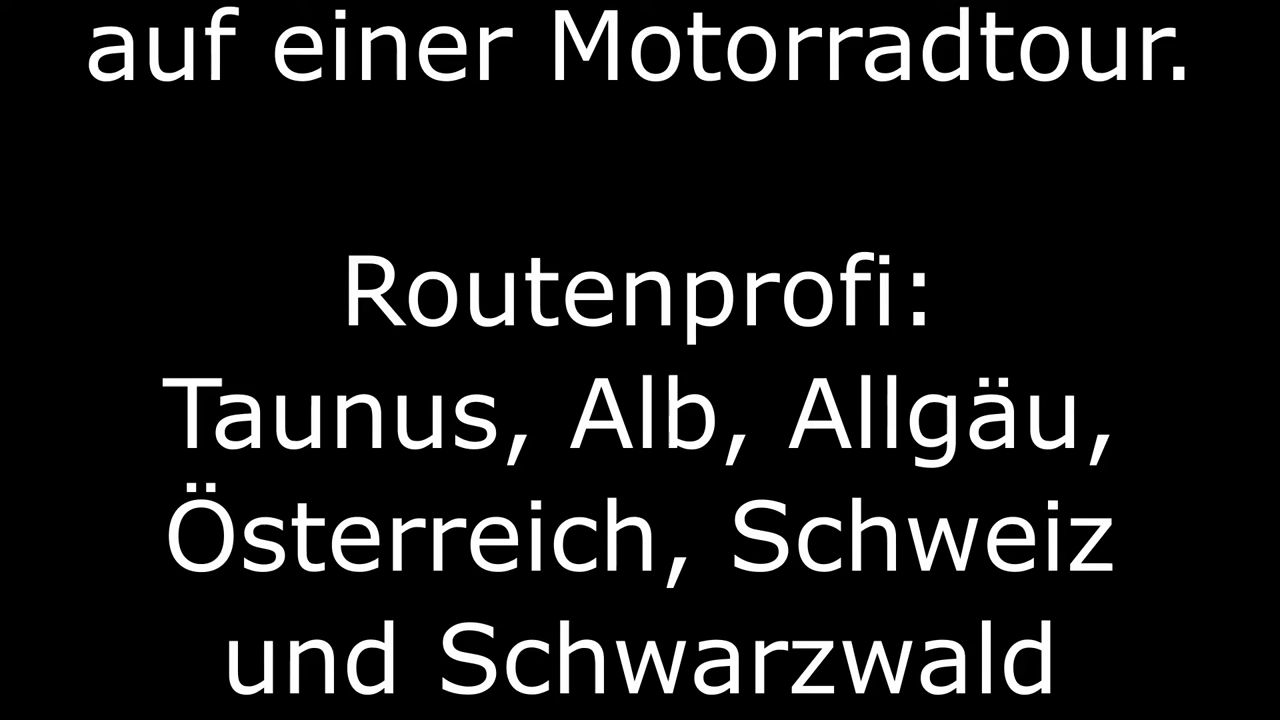 auf einer Motorradtour.
Routenprofi:
Taunus, Alb, Allgäu,
Österreich, Schweiz
und Schwarzwald